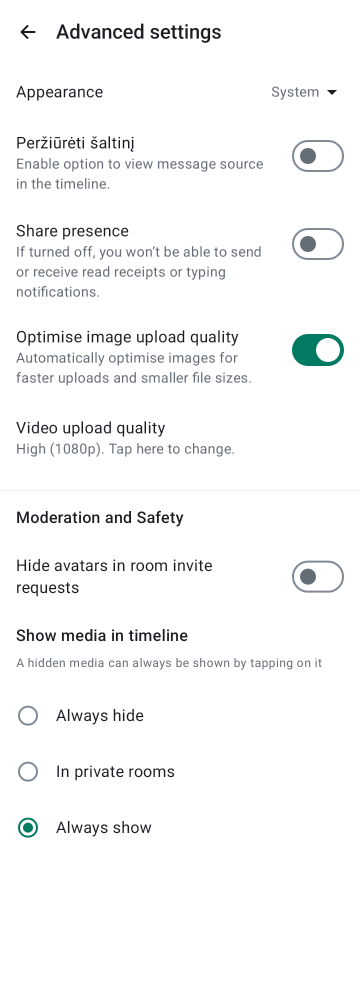 Advanced settings
Appearance
System
Peržiūrėti šaltinį
Enable option to view message source
in the timeline.
Share presence
If turned off, you won’t be able to send
or receive read receipts or typing
notifications.
Optimise image upload quality
Automatically optimise images for
faster uploads and smaller file sizes.
Video upload quality
High (1080p). Tap here to change.
Moderation and Safety
Hide avatars in room invite
requests
Show media in timeline
A hidden media can always be shown by tapping on it
Always hide
In private rooms
Always show